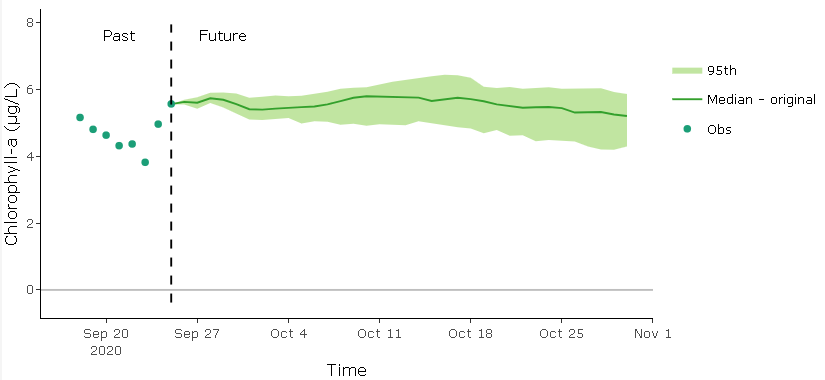 Past
Future
8
6
4
2
0
Chlorophyll-a (µg/L)
Sep 20
2020
Sep 27
Oct 4
Oct 11
Oct 18
Oct 25
Nov 1
Time
95th
Median - original
Obs